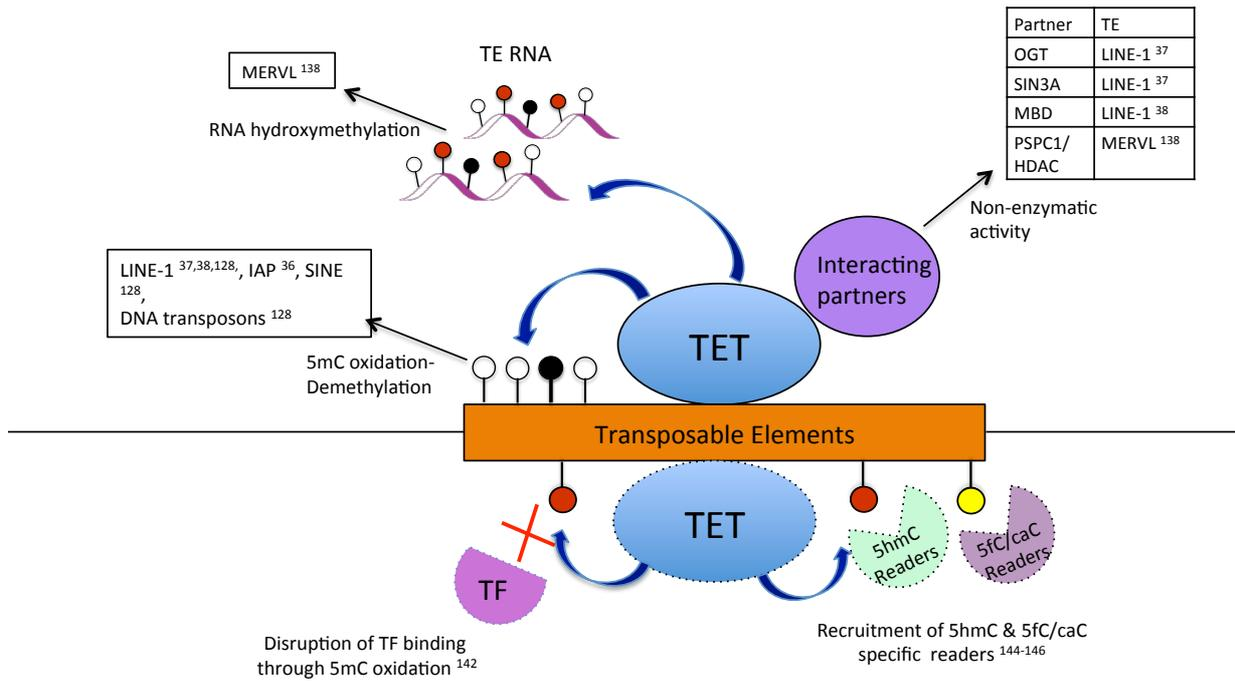 Partner TE
OGT LINE-1 37
SIN3A LINE-1 37
MBD LINE-1 38
PSPC1/
HDAC MERVL 138
TE RNA
MERVL 138
RNA hydroxymethylation
Non-enzymatic
activity
Interacting
partners
LINE-1 37,38,128,, IAP 36, SINE
128,
DNA transposons 128
5mC oxidation-
Demethylation
TET
Transposable Elements
TET
5hmC
Readers
5fC/caC
Readers
TF
Disruption of TF binding
through 5mC oxidation 142
Recruitment of 5hmC & 5fC/caC
specific readers 144-146